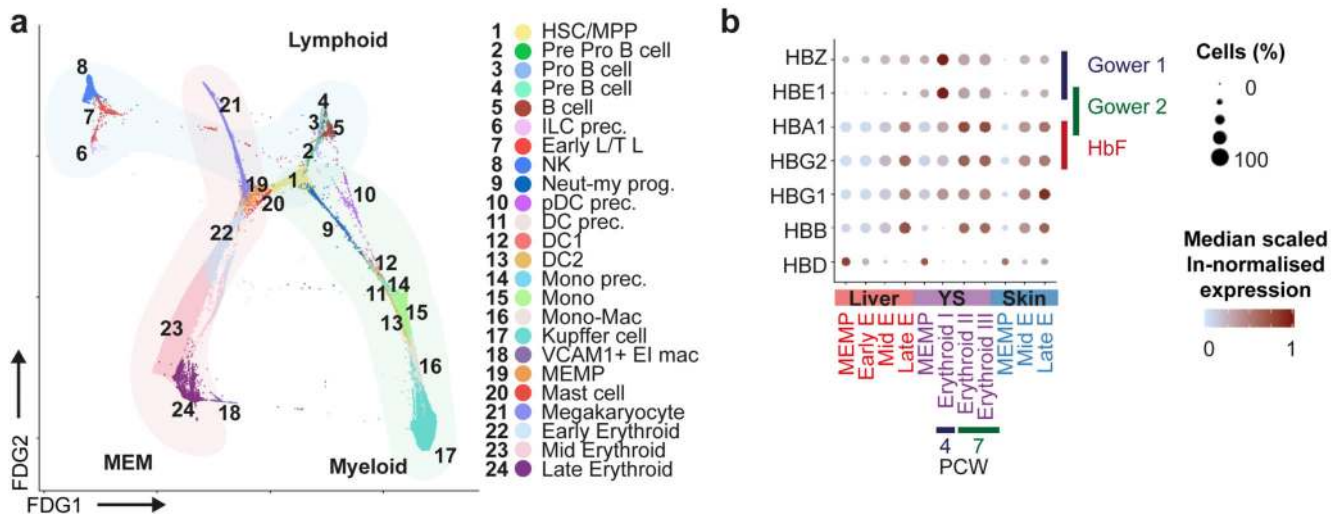 a
Lymphoid
8
7
6
21
4
3
5
2
1
19
20
10
22
9
12
14
11
15
13
16
23
24
18
17
MEM
Myeloid
FDG2
FDG1
1 HSC/MPP
2 Pre Pro B cell
3 Pro B cell
4 Pre B cell
5 B cell
6 ILC prec.
7 Early L/T L
8 NK
9 Neut-my prog.
10 pDC prec.
11 DC prec.
12 DC1
13 DC2
14 Mono prec.
15 Mono
16 Mono-Mac
17 Kupffer cell
18 VCAM1+ EI mac
19 MEMP
20 Mast cell
21 Megakaryocyte
22 Early Erythroid
23 Mid Erythroid
24 Late Erythroid
b
HBZ
HBE1
HBA1
HBG2
HBG1
HBB
HBD
Gower 1
Gower 2
HbF
Liver YS Skin
MEMP
Early E
Mid E
Late E
MEMP
Erythroid I
Erythroid II
Erythroid III
MEMP
Mid E
Late E
4 7
PCW
Cells (%)
0
100
Median scaled
ln-normalised
expression
0 1